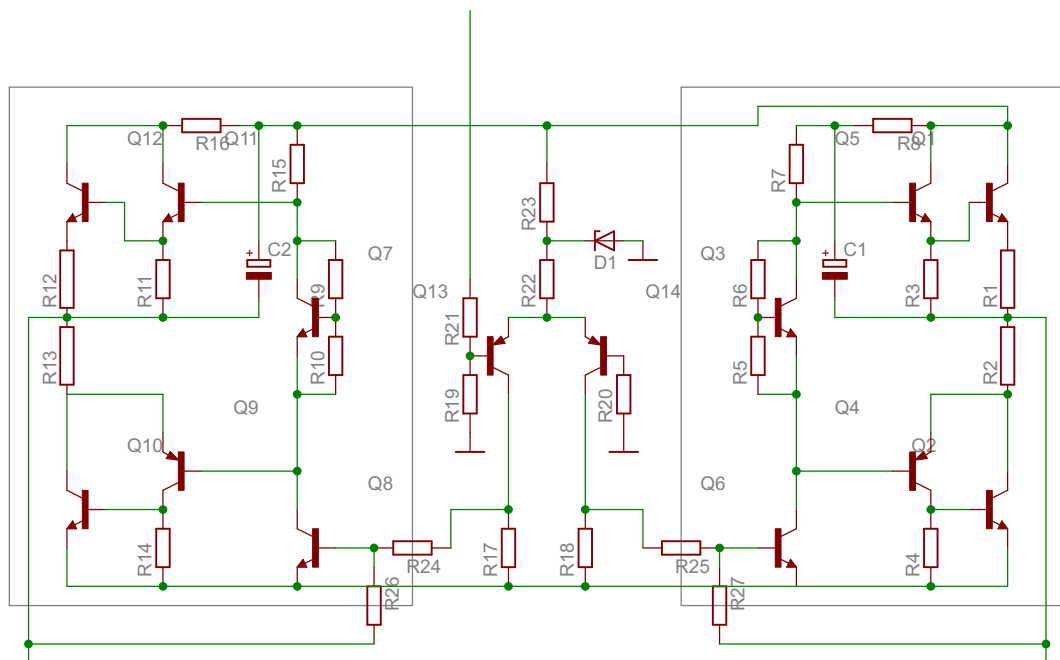 Q12
R16
Q11
Q5
R8
Q1
R15
R7
R23
C2
Q7
D1
Q3
C1
R12
R11
R9
Q13
R22
Q14
R6
R3
R1
R21
R13
R10
R5
R2
R19
R20
Q9
Q4
Q10
Q2
Q8
Q6
R14
R24
R17
R18
R25
R4
R26
R27
+
+